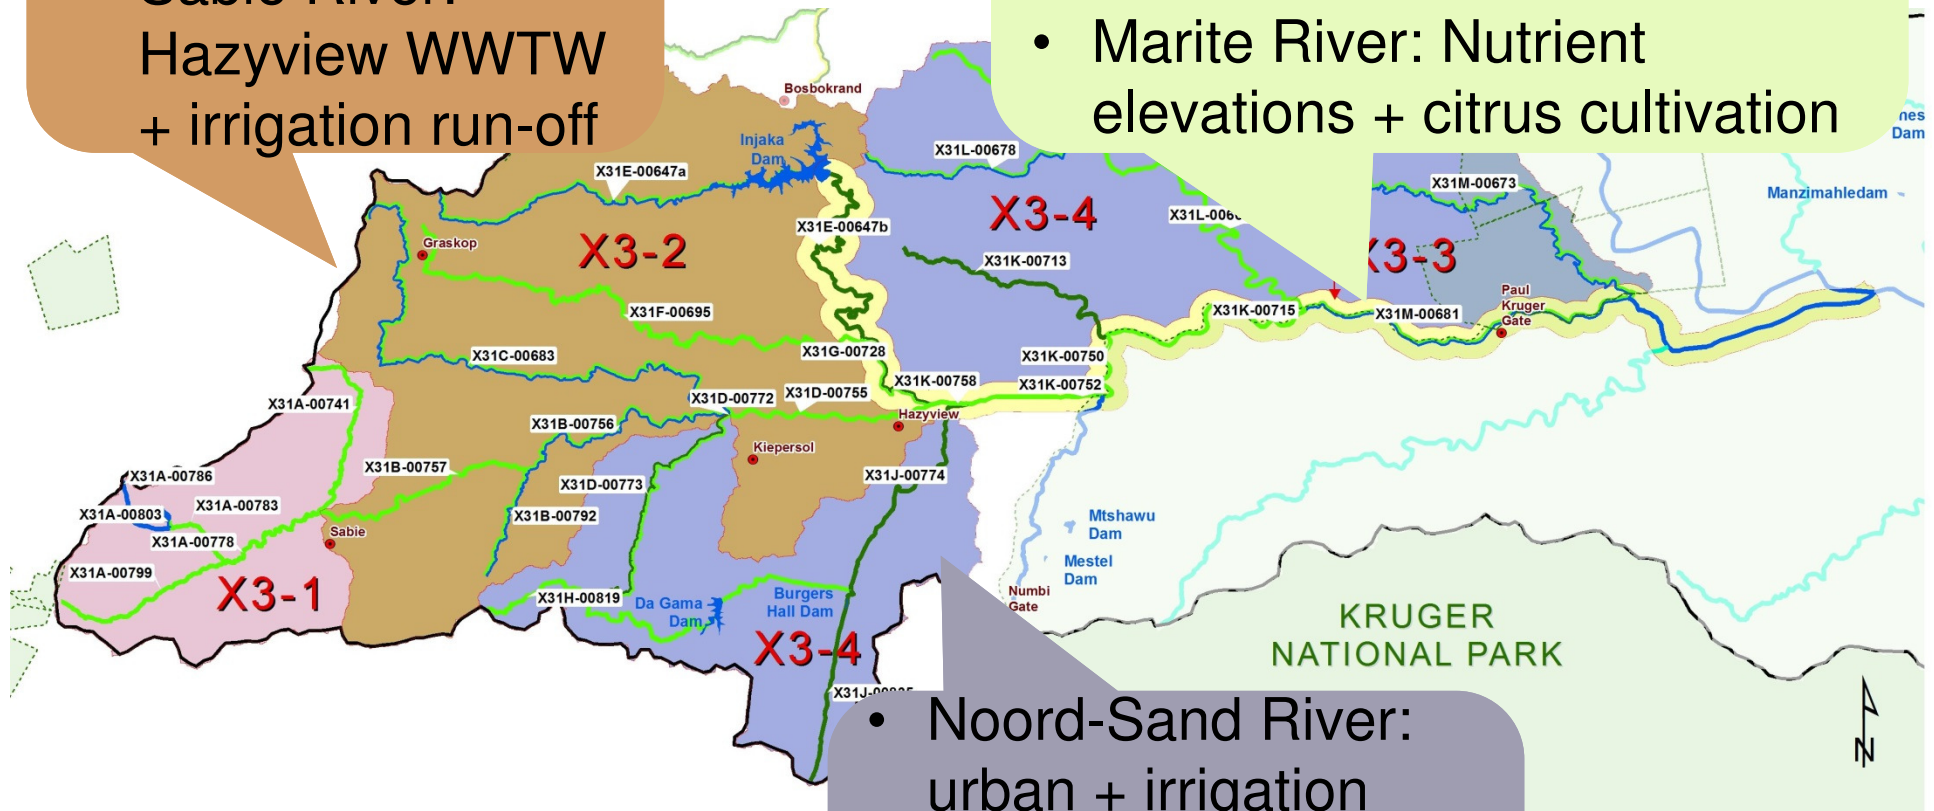 Sabie River:
Hazyview WWTW
+ irrigation run-off
• Marite River: Nutrient
elevations + citrus cultivation
Bosbokrand
Injaka
Dam
Dam
Manzimahledam
X31E-00647a
X31L-00678
X31M-00673
X3-2
X3-4
X3-3
X31E-00647b
Graskop
X31K-00713
X31F-00695
X31K-00715
X31M-00681
Paul
Kruger
Gate
X31C-00683
X31G-00728
X31K-00750
X31K-00758
X31K-00752
X31A-00741
X31D-00772
X31D-00755
Hazyview
X31B-00756
Kiepersol
X31B-00757
X31A-00786
X31D-00773
X31J-00774
X31A-00783
X31A-00803
X31B-00792
X31A-00778
Sabie
Mtshawu
Dam
X31A-00799
Mestel
Dam
X3-1
X31H-00819
Da Gama
Dam
Burgers
Hall Dam
Numbi
Gate
X3-4
KRUGER
NATIONAL PARK
• Noord-Sand River:
urban + irrigation
N